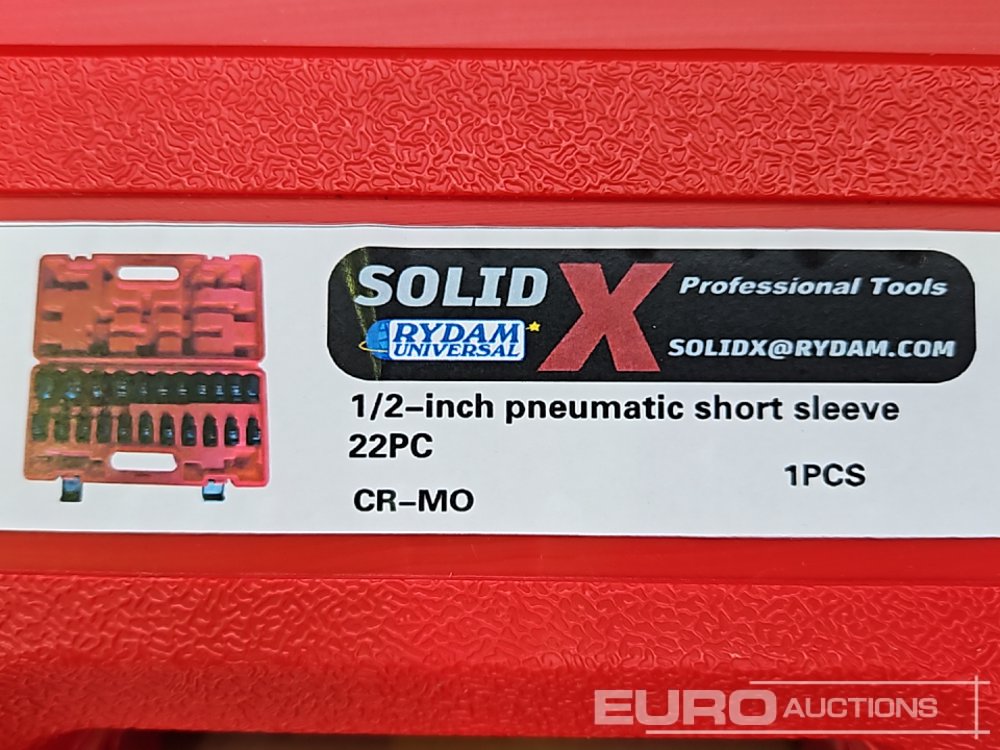 SOLID X
Professional Tools
RYDAM
UNIVERSAL
SOLIDX@RYDAM.COM
1/2-inch pneumatic short sleeve
22PC
1PCS
CR-MO
EURO AUCTIONS